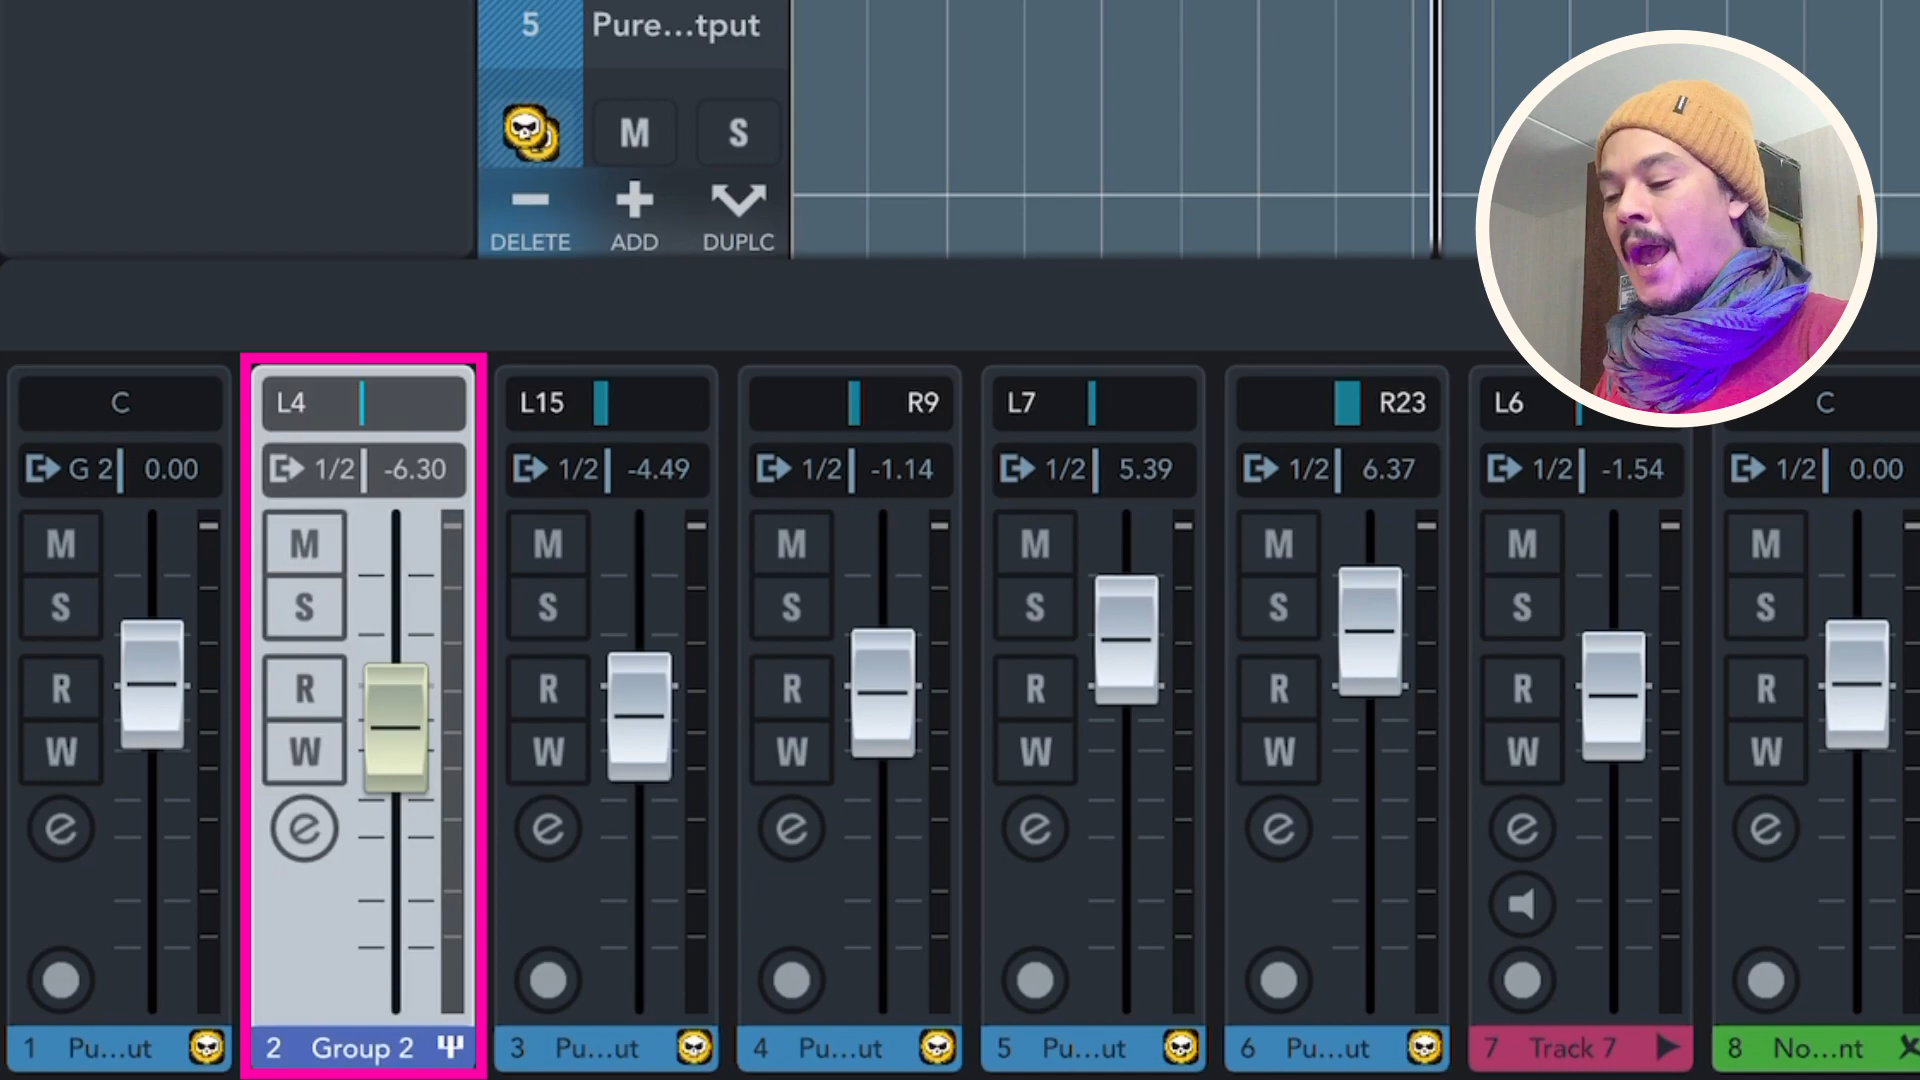 5 Pure...tput
M S
DELETE ADD DUPLC
C L4 L15 R9 L7 R23 L6 C
G 2 0.00 1/2 -6.30 1/2 -4.49 1/2 -1.14 1/2 5.39 1/2 6.37 1/2 -1.54 1/2 0.00
M M M M M M M M
S S S S S S S S
R R R R R R R R
W W W W W W W W
e e e e e e e e
1 Pu...ut 2 Group 2 3 Pu...ut 4 Pu...ut 5 Pu...ut 6 Pu...ut 7 Track 7 8 No...nt